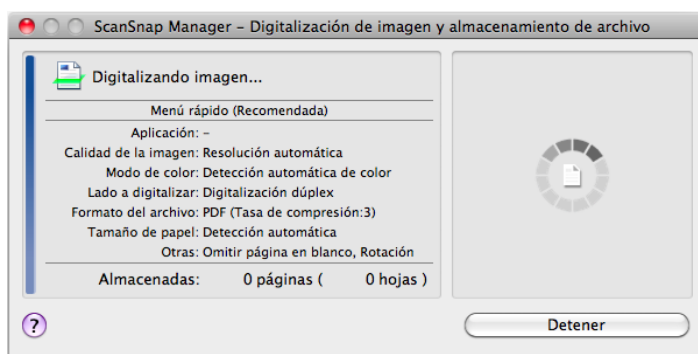 ScanSnap Manager – Digitalización de imagen y almacenamiento de archivo
Digitalizando imagen...
Menú rápido (Recomendada)
Aplicación: –
Calidad de la imagen: Resolución automática
Modo de color: Detección automática de color
Lado a digitalizar: Digitalización dúplex
Formato del archivo: PDF (Tasa de compresión:3)
Tamaño de papel: Detección automática
Otras: Omitir página en blanco, Rotación
Almacenadas: 0 páginas ( 0 hojas )
?
Detener